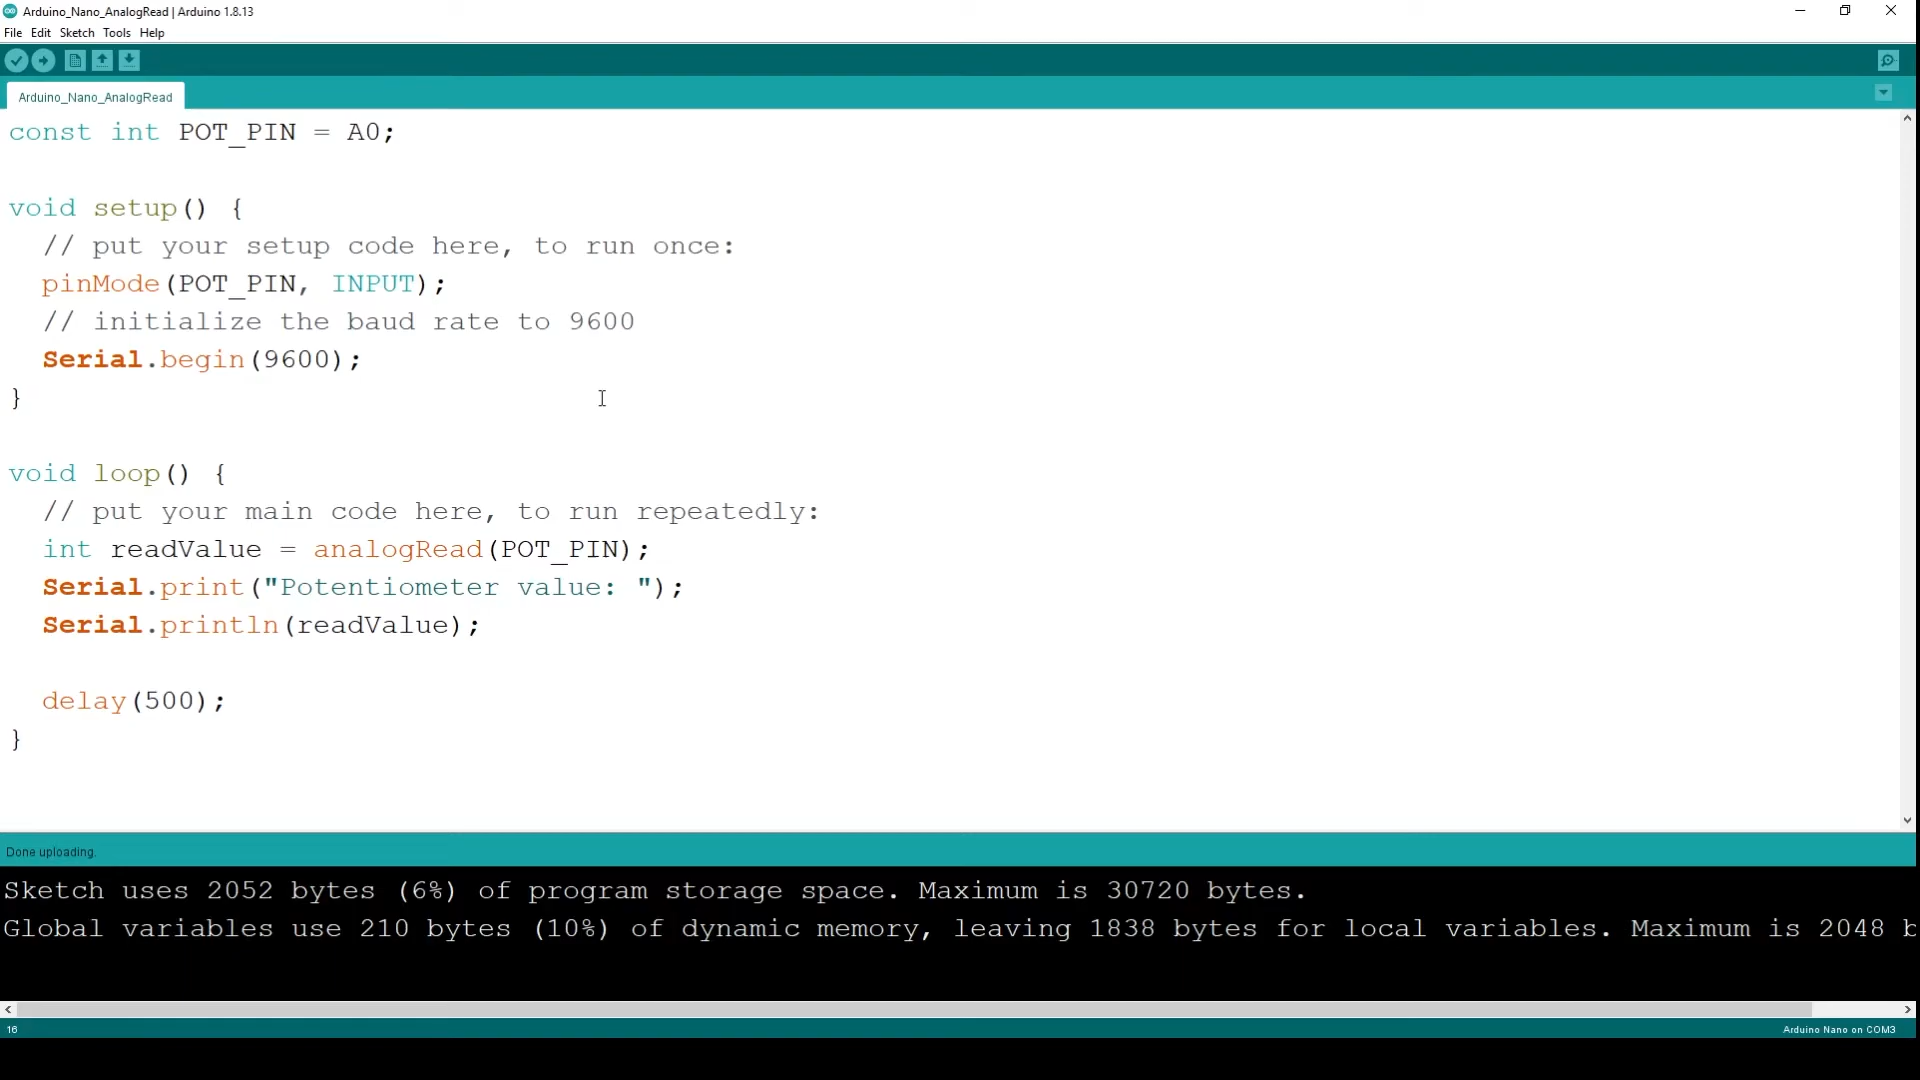 Arduino_Nano_AnalogRead | Arduino 1.8.13
File Edit Sketch Tools Help
Arduino_Nano_AnalogRead
const int POT_PIN = A0;
void setup() {
// put your setup code here, to run once:
pinMode(POT_PIN, INPUT);
// initialize the baud rate to 9600
Serial.begin(9600);
}
void loop() {
// put your main code here, to run repeatedly:
int readValue = analogRead(POT_PIN);
Serial.print("Potentiometer value: ");
Serial.println(readValue);
delay(500);
}
Done uploading.
Sketch uses 2052 bytes (6%) of program storage space. Maximum is 30720 bytes.
Global variables use 210 bytes (10%) of dynamic memory, leaving 1838 bytes for local variables. Maximum is 2048 b
16
Arduino Nano on COM3